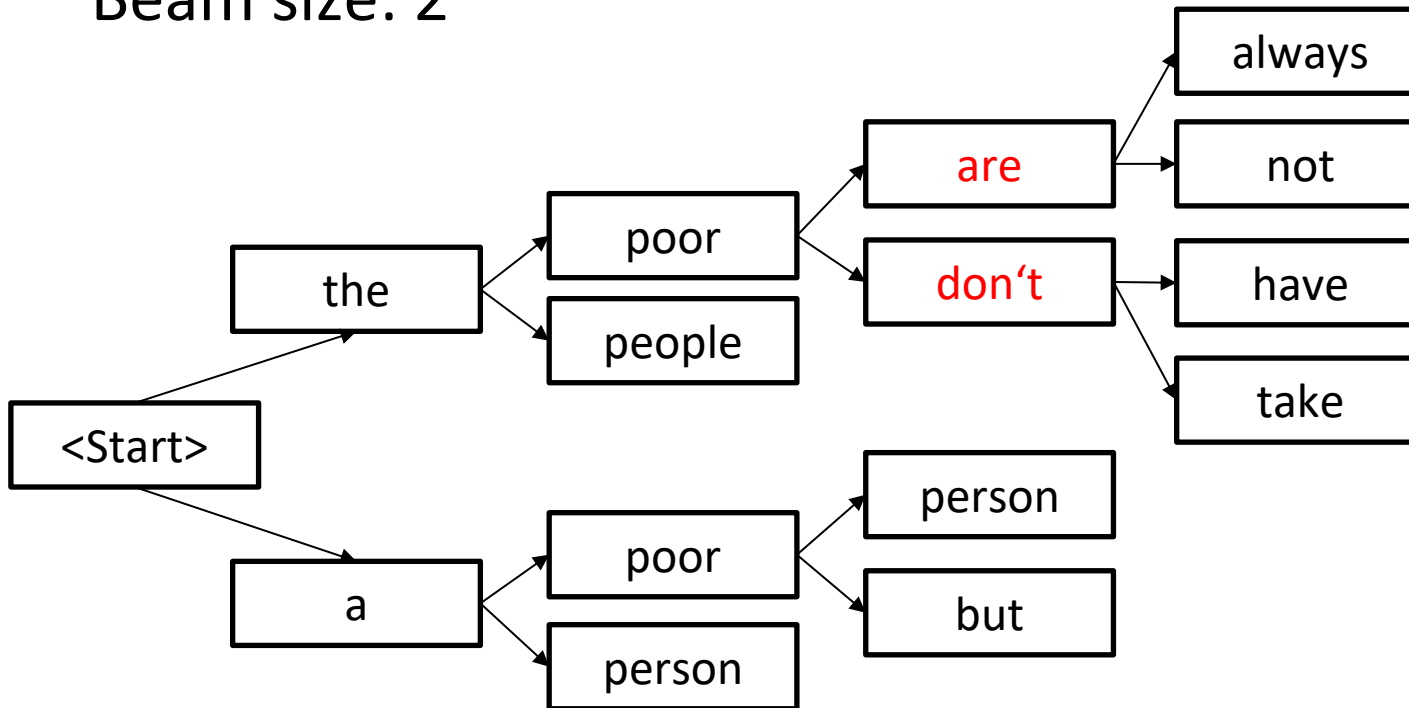 Beam size: 2
always
are
not
poor
the
don‘t
have
people
take
<Start>
person
poor
a
but
person